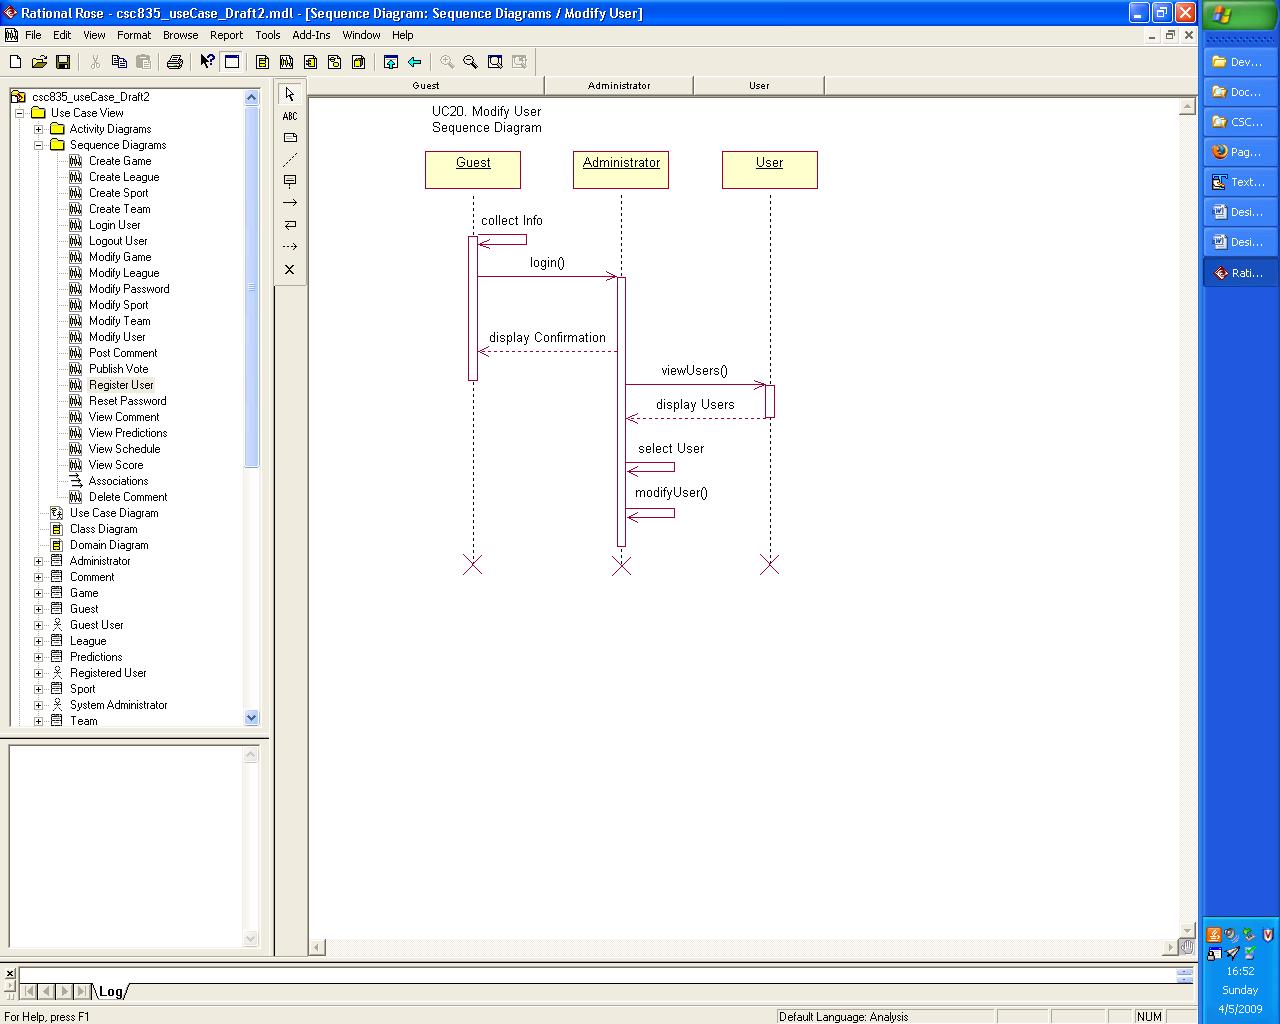 Rational Rose - csc835_useCase_Draft2.mdl - [Sequence Diagram: Sequence Diagrams / Modify User]
File Edit View Format Browse Report Query Tools Add-Ins Window Help
csc835_useCase_Draft2
Use Case View
Activity Diagrams
Sequence Diagrams
Create Game
Create League
Create Sport
Create Team
Login User
Logout User
Modify Game
Modify League
Modify Password
Modify Sport
Modify Team
Modify User
Post Comment
Publish Vote
Register User
Reset Password
View Comment
View Predictions
View Schedule
View Score
Associations
Delete Comment
Use Case Diagram
Class Diagram
Domain Diagram
Administrator
Comment
Game
Guest
Guest User
League
Predictions
Registered User
Sport
System Administrator
Team
ABC
Guest Administrator User
UC20. Modify User
Sequence Diagram
Guest Administrator User
collect Info
login()
display Confirmation
viewUsers()
display Users
select User
modifyUser()
Log
For Help, press F1
Default Language: Analysis
NUM
Dev...
Doc...
CSC...
Pag...
Text...
Desi...
Desi...
Rati...
16:52
Sunday
4/5/2009